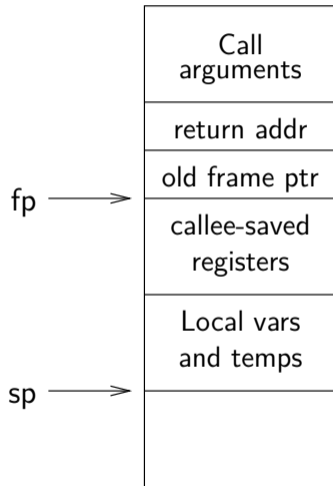 Call
arguments
return addr
old frame ptr
fp
callee-saved
registers
Local vars
and temps
sp